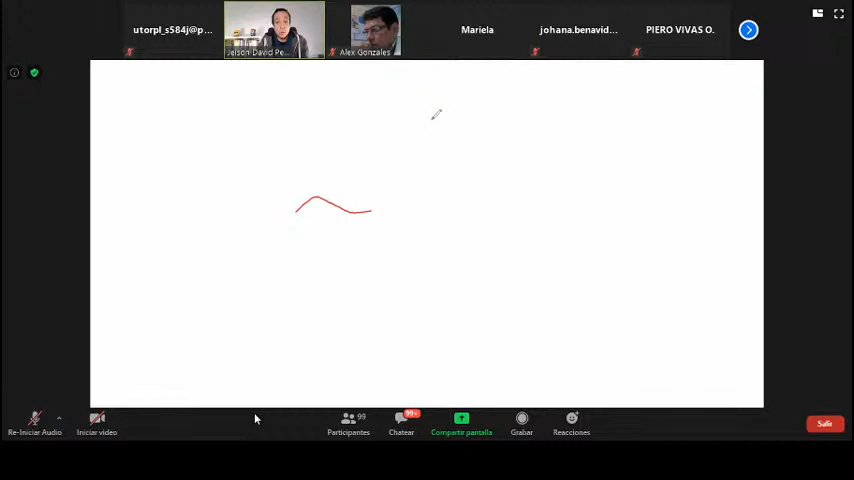 utorpl_s584j@p...
Jeison David Pe...
Alex Gonzales
Mariela
johana.benavid...
PIERO VIVAS O.
Re-Iniciar Audio
Iniciar video
99
Participantes
99+
Chatear
Compartir pantalla
Grabar
Reacciones
Salir